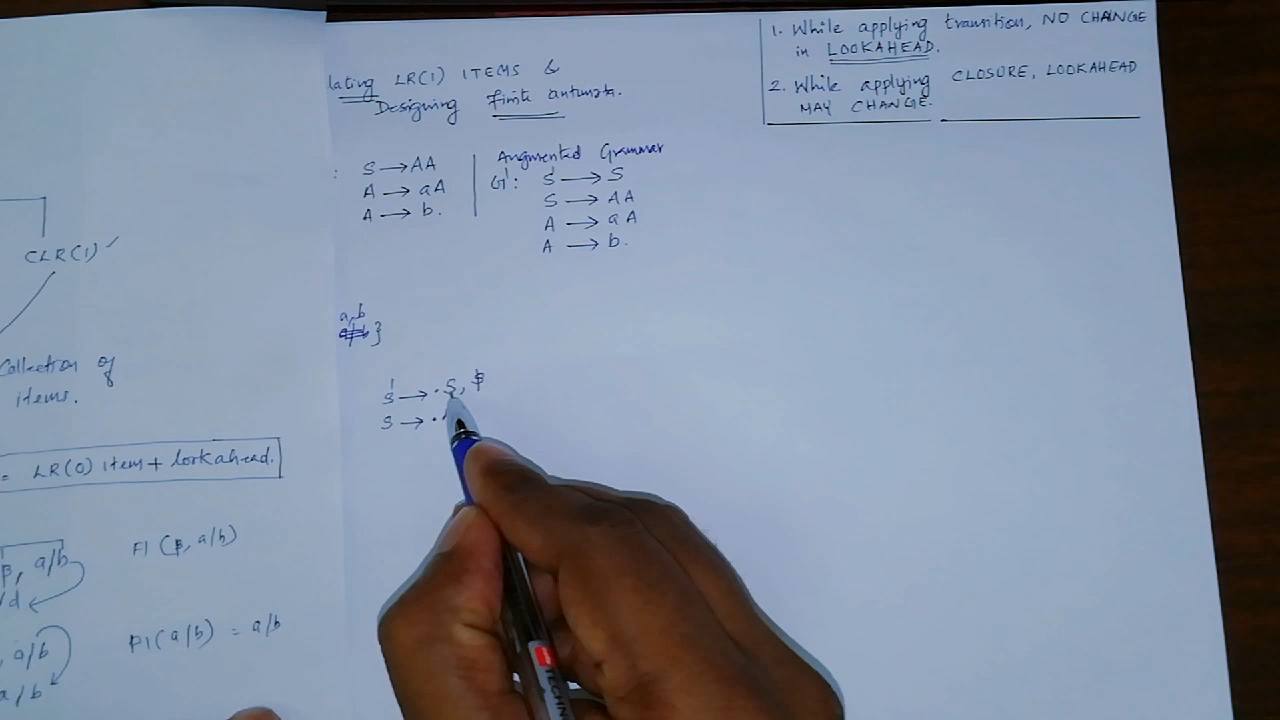 CLR(1)
Collection of
items.
= LR(0) item + lookahead.
β, a/b
FI (β, a/b)
/d
, a/b
a/b
FI (a/b) = a/b
lating LR(1) ITEMS &
Designing finite automata.
: S → AA
A → aA
A → b.
Augmented Grammar
G': S' → S
S → AA
A → aA
A → b.
a,b
a/b}
S' → .S, $
S → .
1. While applying transition, NO CHANGE
in LOOKAHEAD.
2. While applying CLOSURE, LOOKAHEAD
MAY CHANGE.
TECHNO